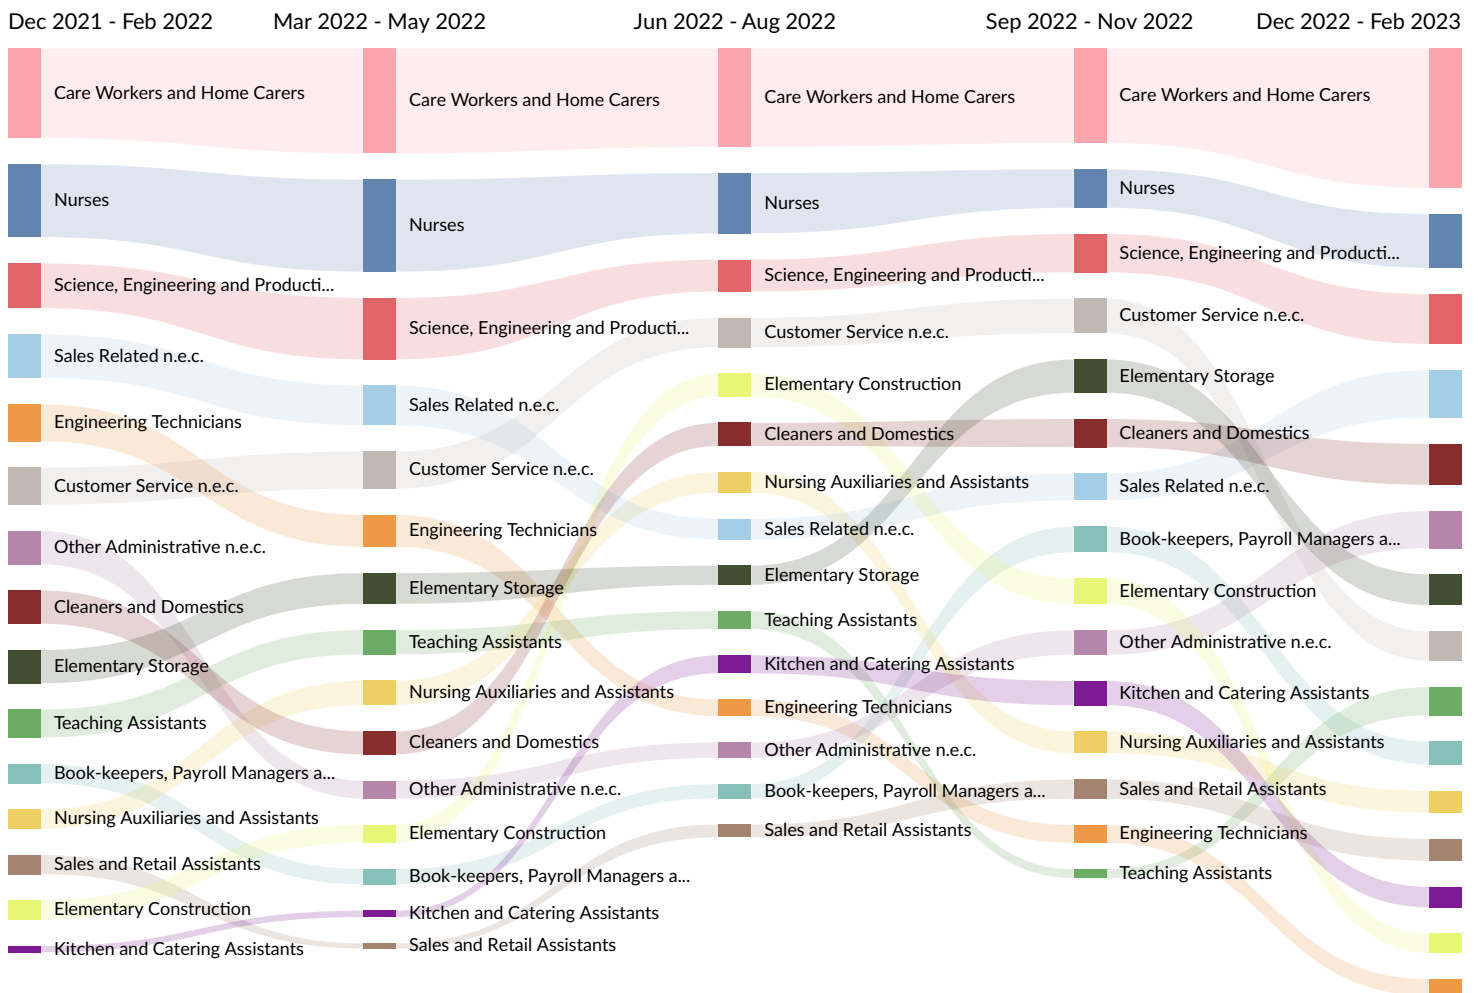 Dec 2021 - Feb 2022
Mar 2022 - May 2022
Jun 2022 - Aug 2022
Sep 2022 - Nov 2022
Dec 2022 - Feb 2023
Care Workers and Home Carers
Nurses
Science, Engineering and Producti...
Sales Related n.e.c.
Engineering Technicians
Customer Service n.e.c.
Other Administrative n.e.c.
Cleaners and Domestics
Elementary Storage
Teaching Assistants
Book-keepers, Payroll Managers a...
Nursing Auxiliaries and Assistants
Sales and Retail Assistants
Elementary Construction
Kitchen and Catering Assistants
Care Workers and Home Carers
Nurses
Science, Engineering and Producti...
Sales Related n.e.c.
Customer Service n.e.c.
Engineering Technicians
Elementary Storage
Teaching Assistants
Nursing Auxiliaries and Assistants
Cleaners and Domestics
Other Administrative n.e.c.
Elementary Construction
Book-keepers, Payroll Managers a...
Kitchen and Catering Assistants
Sales and Retail Assistants
Care Workers and Home Carers
Nurses
Science, Engineering and Producti...
Customer Service n.e.c.
Elementary Construction
Cleaners and Domestics
Nursing Auxiliaries and Assistants
Sales Related n.e.c.
Elementary Storage
Teaching Assistants
Kitchen and Catering Assistants
Engineering Technicians
Other Administrative n.e.c.
Book-keepers, Payroll Managers a...
Sales and Retail Assistants
Care Workers and Home Carers
Nurses
Science, Engineering and Producti...
Customer Service n.e.c.
Elementary Storage
Cleaners and Domestics
Sales Related n.e.c.
Book-keepers, Payroll Managers a...
Elementary Construction
Other Administrative n.e.c.
Kitchen and Catering Assistants
Nursing Auxiliaries and Assistants
Sales and Retail Assistants
Engineering Technicians
Teaching Assistants